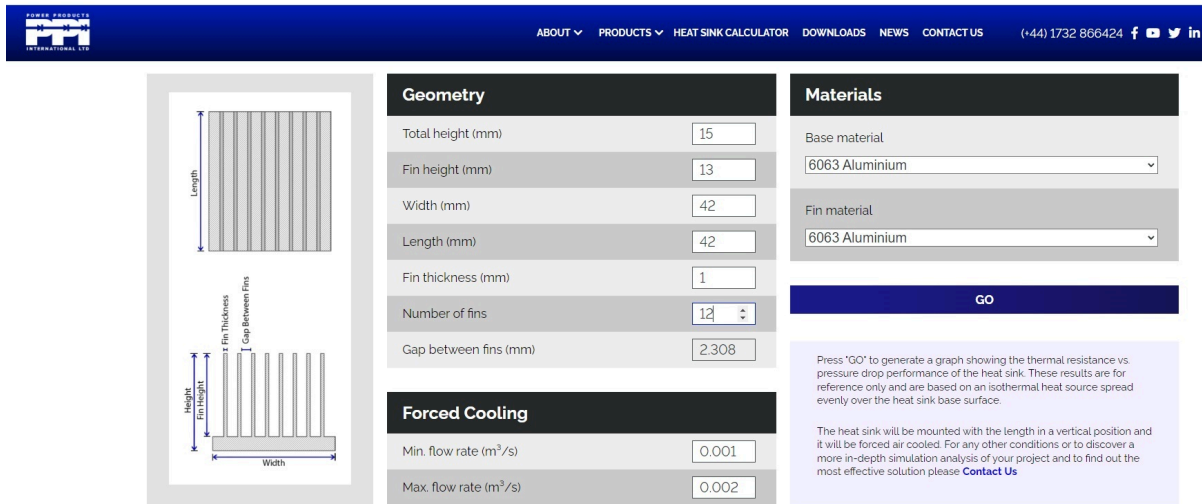 POWER PRODUCTS
PPI
INTERNATIONAL LTD
ABOUT PRODUCTS HEAT SINK CALCULATOR DOWNLOADS NEWS CONTACT US (+44) 1732 866424
Length
Fin Thickness
Gap Between Fins
Height
Fin Height
Width
Geometry
Total height (mm) 15
Fin height (mm) 13
Width (mm) 42
Length (mm) 42
Fin thickness (mm) 1
Number of fins 12
Gap between fins (mm) 2.308
Forced Cooling
Min. flow rate (m³/s) 0.001
Max. flow rate (m³/s) 0.002
Materials
Base material
6063 Aluminium
Fin material
6063 Aluminium
GO
Press "GO" to generate a graph showing the thermal resistance vs.
pressure drop performance of the heat sink. These results are for
reference only and are based on an isothermal heat source spread
evenly over the heat sink base surface.
The heat sink will be mounted with the length in a vertical position and
it will be forced air cooled. For any other conditions or to discover a
more in-depth simulation analysis of your project and to find out the
most effective solution please Contact Us